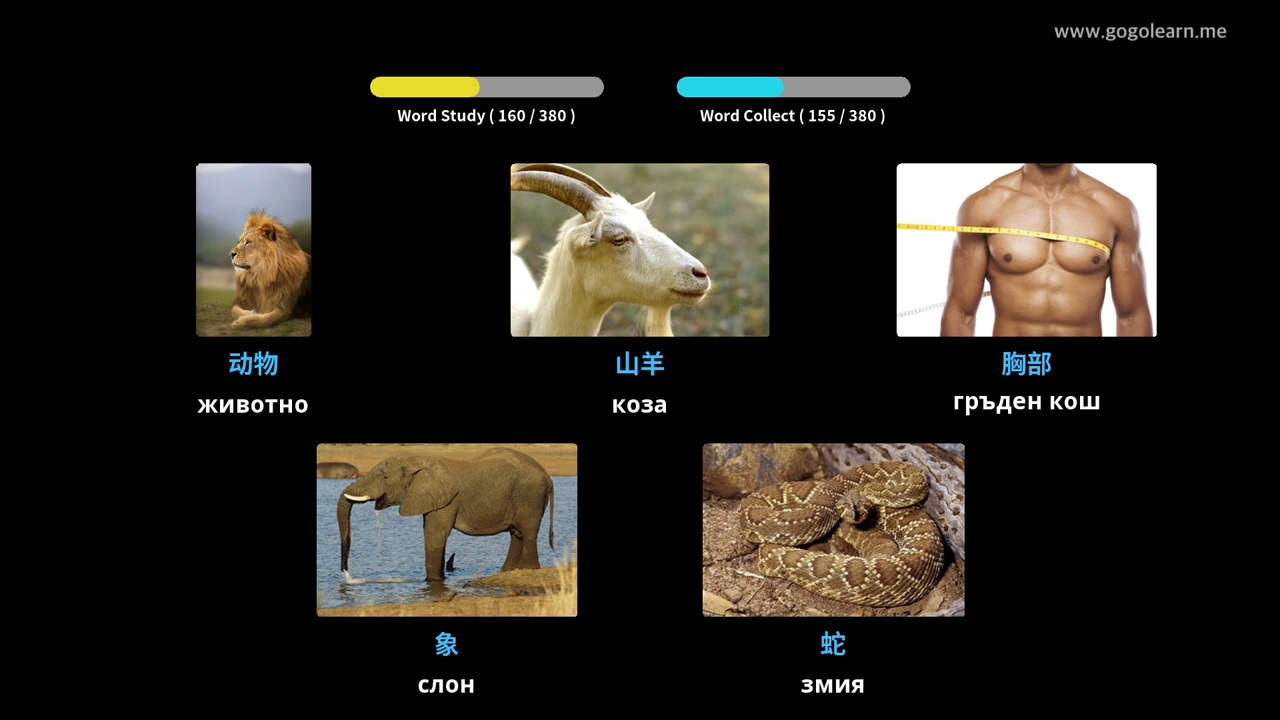 www.gogolearn.me
Word Study ( 160 / 380 )
Word Collect ( 155 / 380 )
动物
животно
山羊
коза
胸部
гръден кош
象
слон
蛇
змия